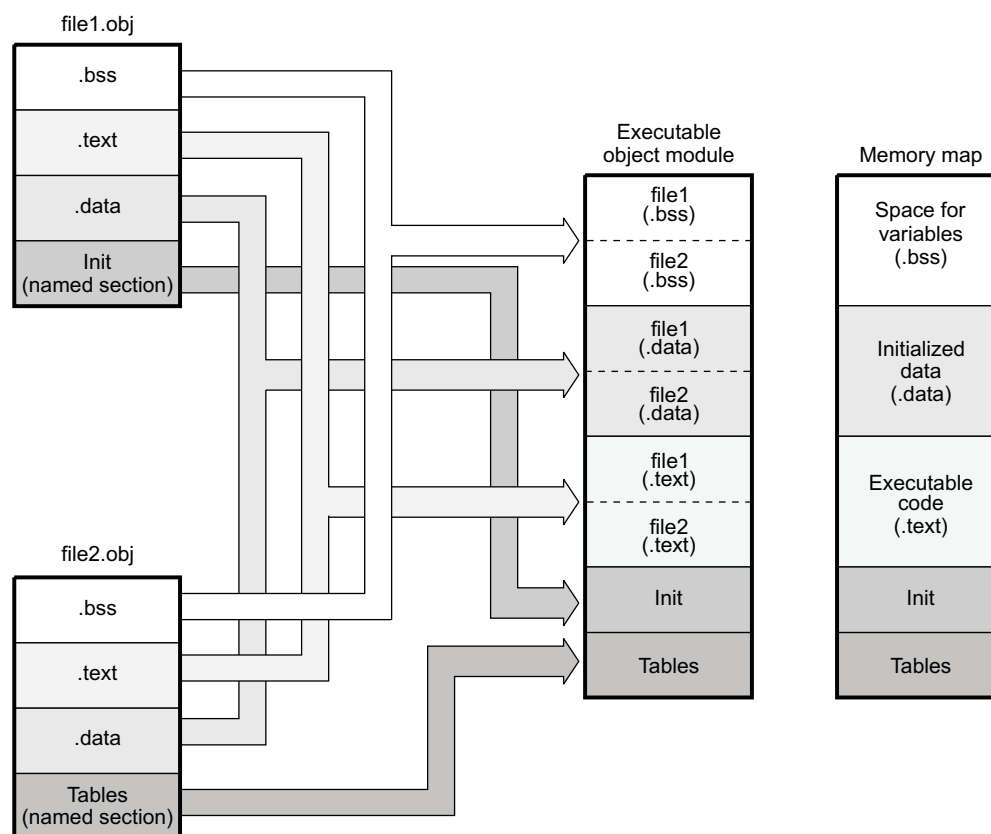 file1.obj
.bss
.text
.data
Init
(named section)
file2.obj
.bss
.text
.data
Tables
(named section)
Executable
object module
file1
(.bss)
file2
(.bss)
file1
(.data)
file2
(.data)
file1
(.text)
file2
(.text)
Init
Tables
Memory map
Space for
variables
(.bss)
Initialized
data
(.data)
Executable
code
(.text)
Init
Tables